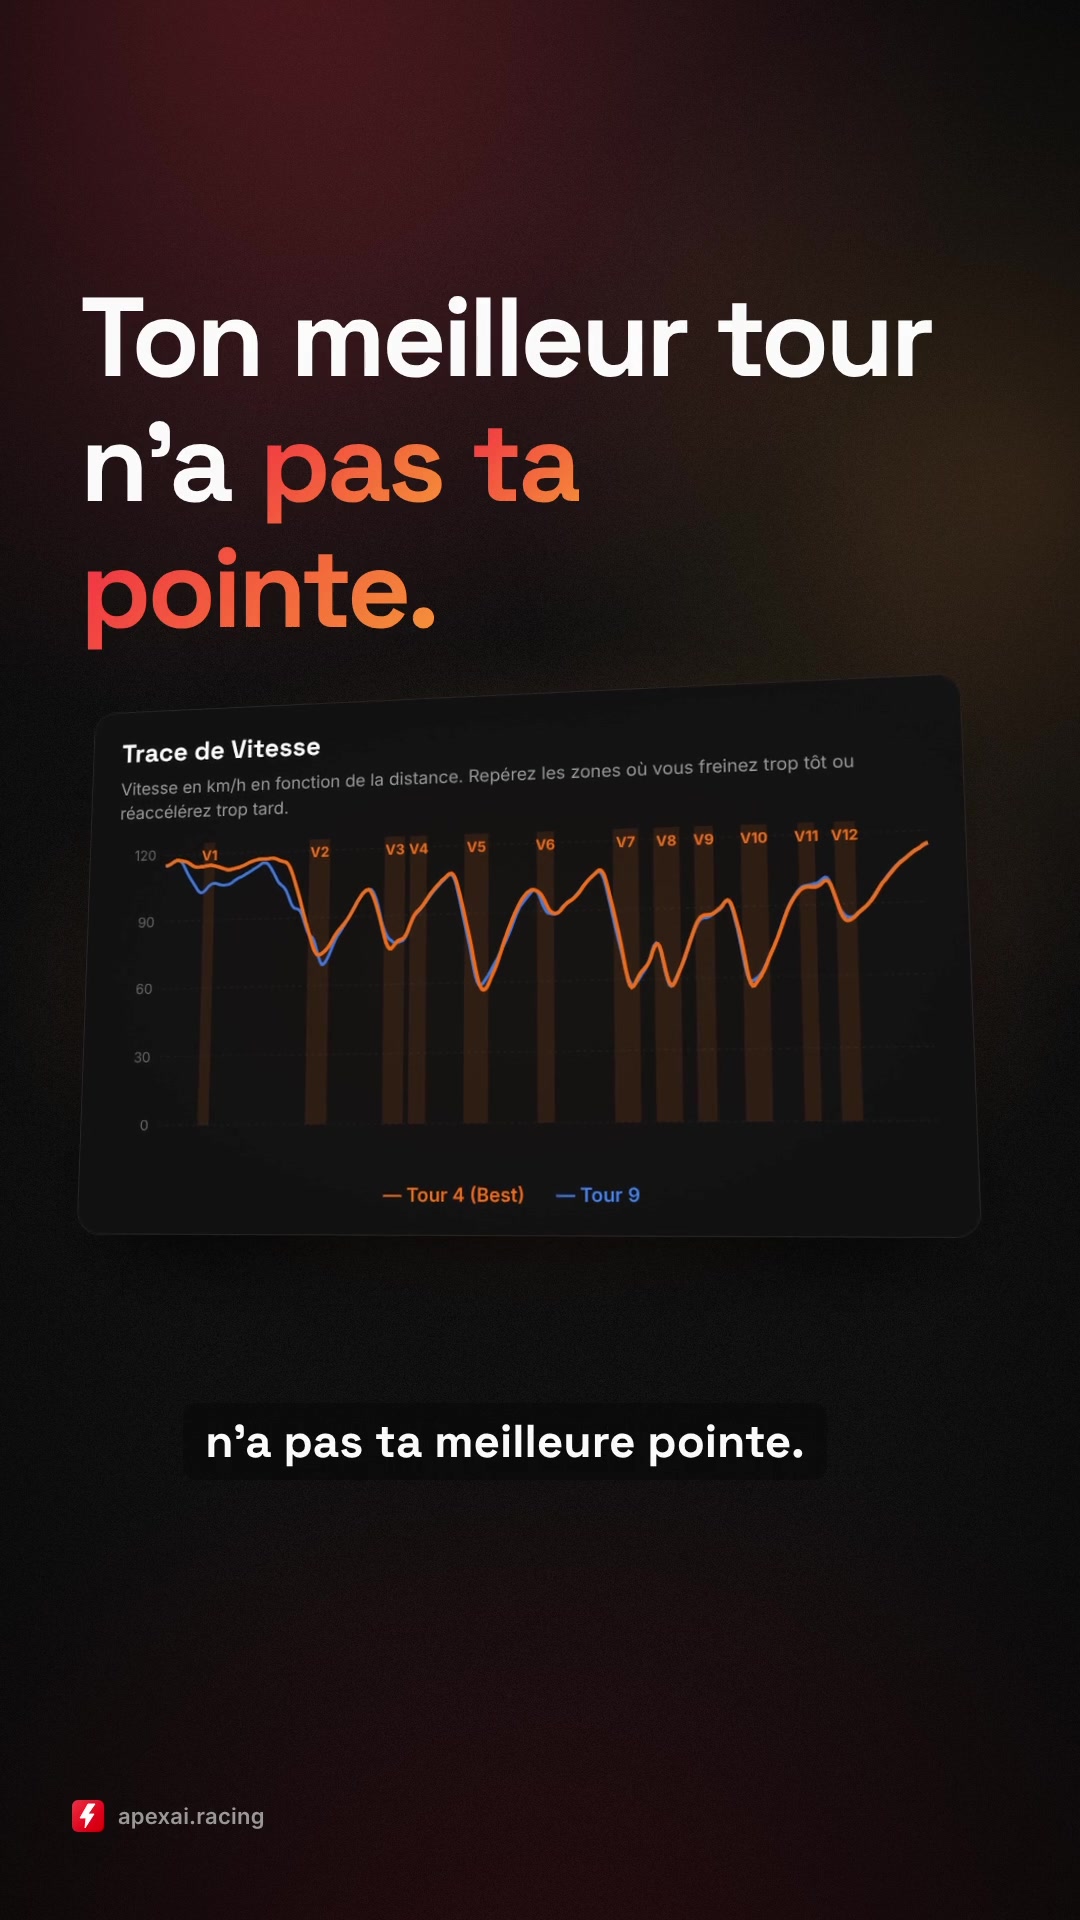 Ton meilleur tour
n’a pas ta
pointe.
Trace de Vitesse
Vitesse en km/h en fonction de la distance. Repérez les zones où vous freinez trop tôt ou
réaccélérez trop tard.
V1 V2 V3 V4 V5 V6 V7 V8 V9 V10 V11 V12
120
90
60
30
0
— Tour 4 (Best) — Tour 9
n’a pas ta meilleure pointe.
apexai.racing